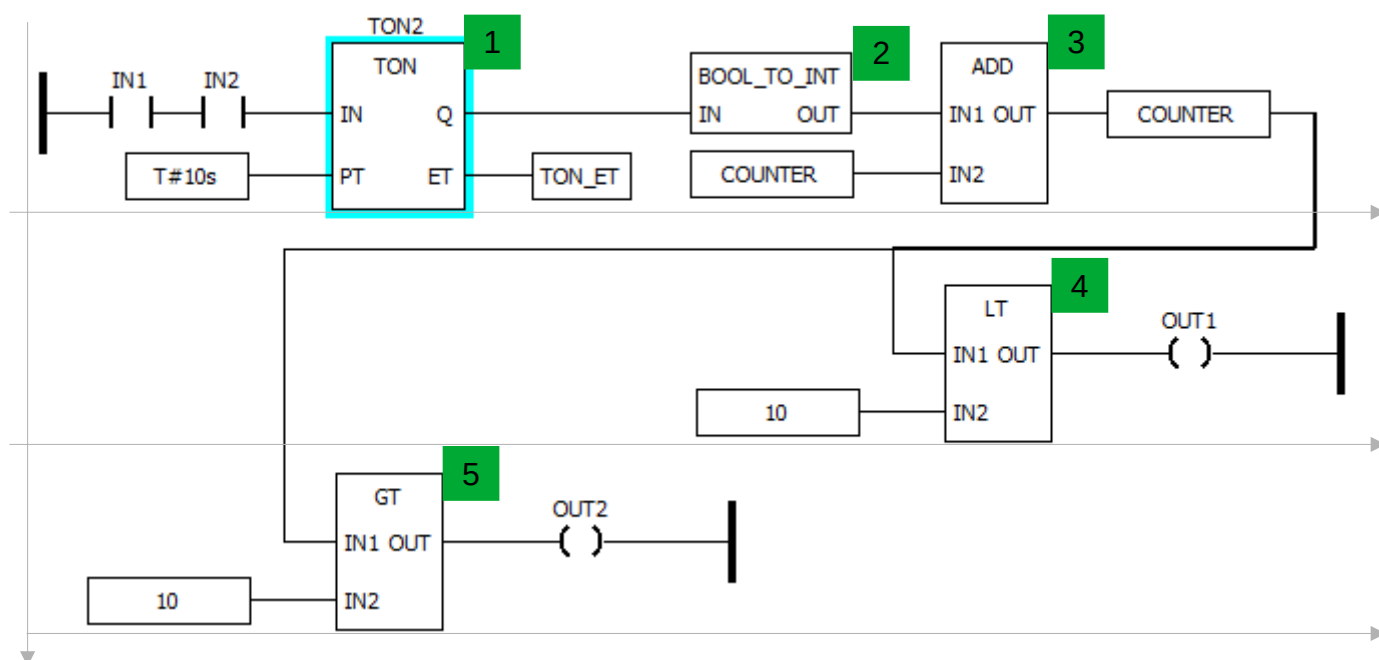 TON2
1
TON
IN1
IN2
IN
Q
T#10s
PT
ET
TON_ET
2
BOOL_TO_INT
IN
OUT
COUNTER
3
ADD
IN1 OUT
IN2
COUNTER
4
LT
IN1 OUT
10
IN2
OUT1
5
GT
IN1 OUT
10
IN2
OUT2